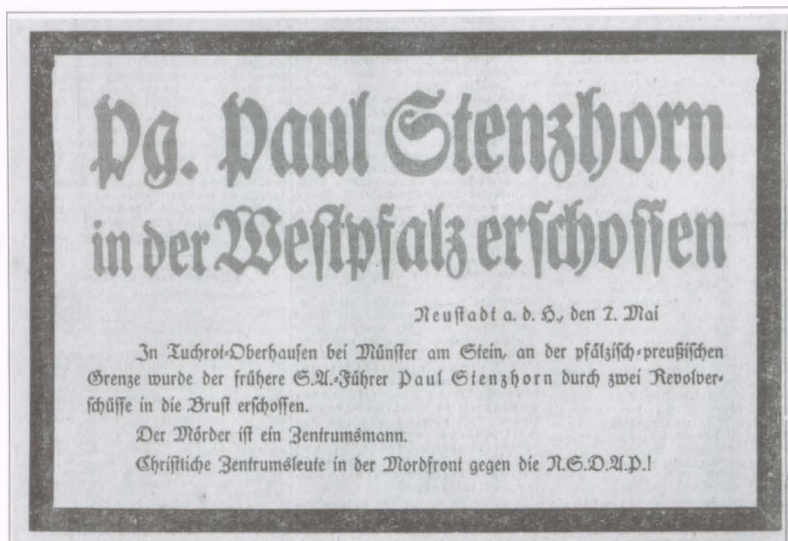 Pg. Paul Stenzhorn
in der Westpfalz erschossen
Neustadt a. d. H., den 7. Mai
In Tuchrot-Oberhausen bei Münster am Stein, an der pfälzisch-preußischen
Grenze wurde der frühere S.A.-Führer Paul Stenzhorn durch zwei Revolver-
schüsse in die Brust erschossen.
Der Mörder ist ein Zentrumsmann.
Christliche Zentrumsleute in der Mordfront gegen die N.S.D.A.P.!